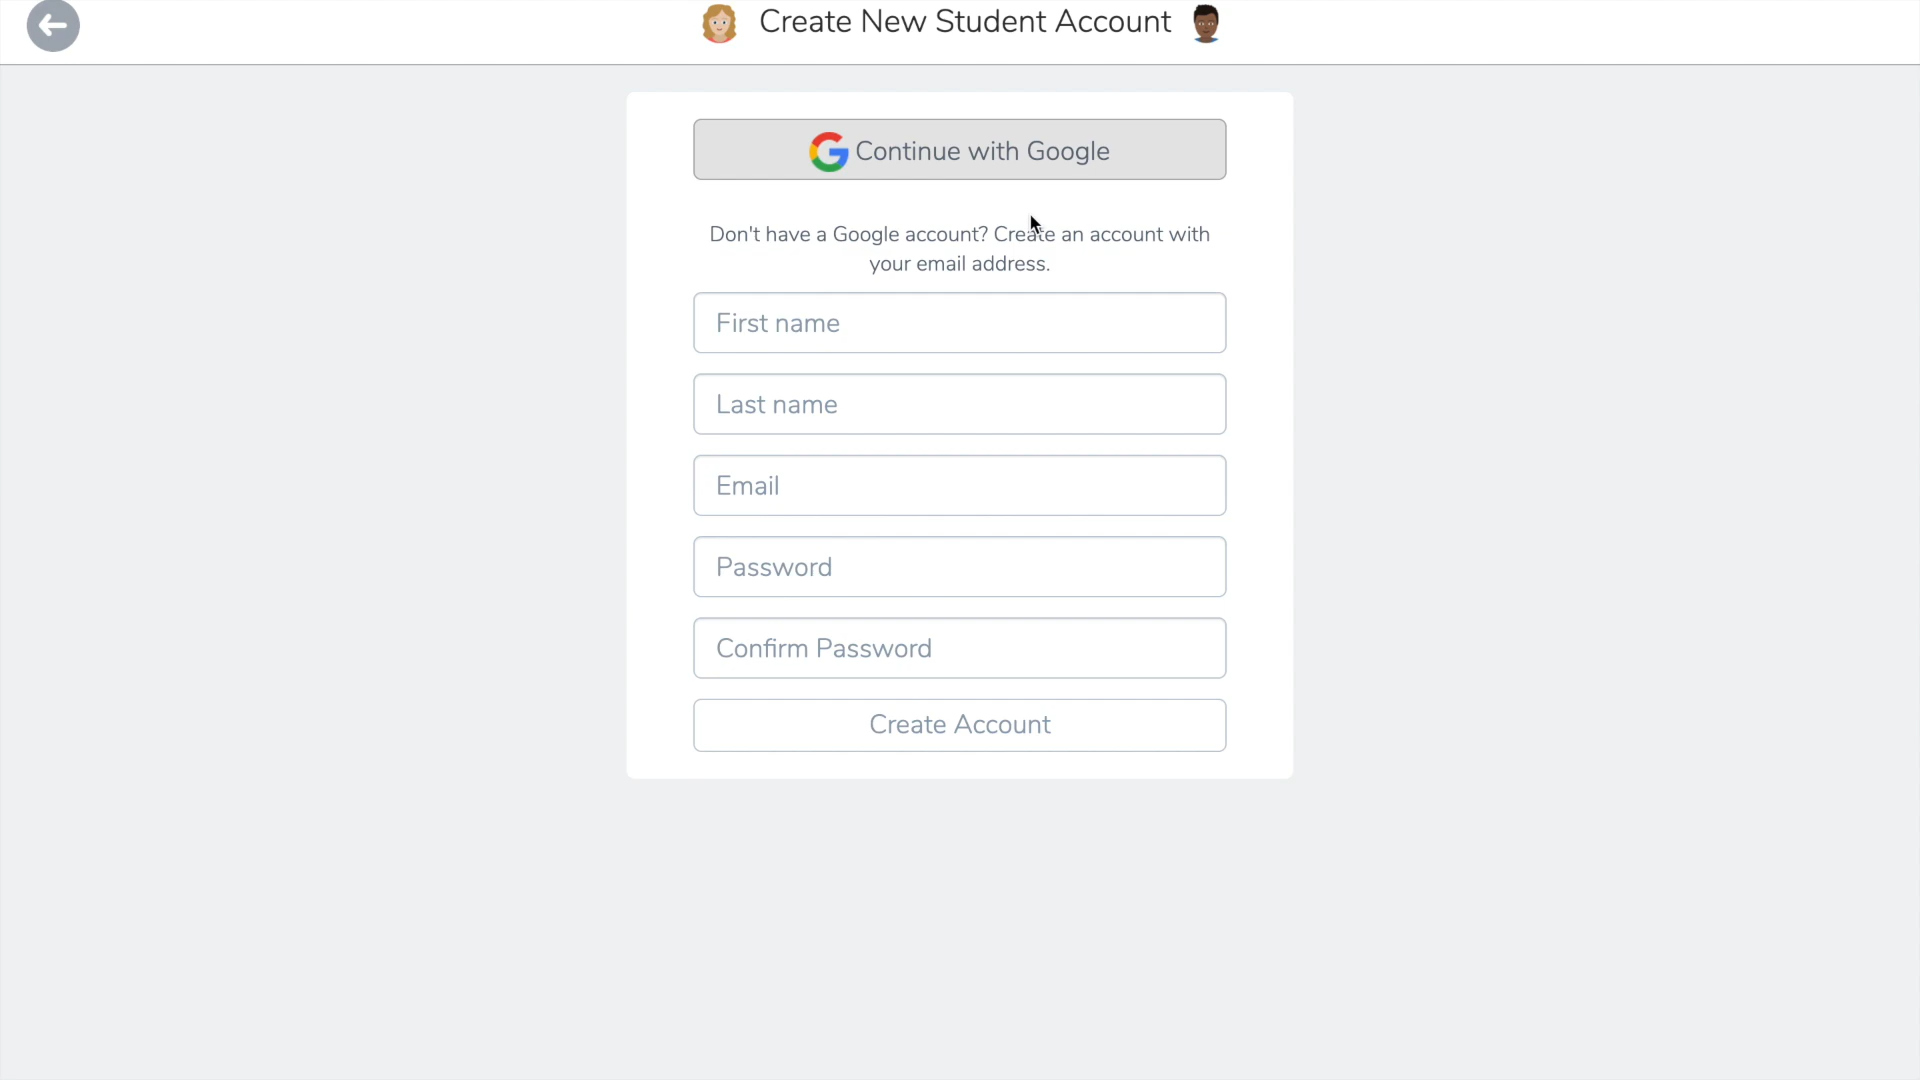 Create New Student Account
Continue with Google
Don't have a Google account? Create an account with
your email address.
First name
Last name
Email
Password
Confirm Password
Create Account